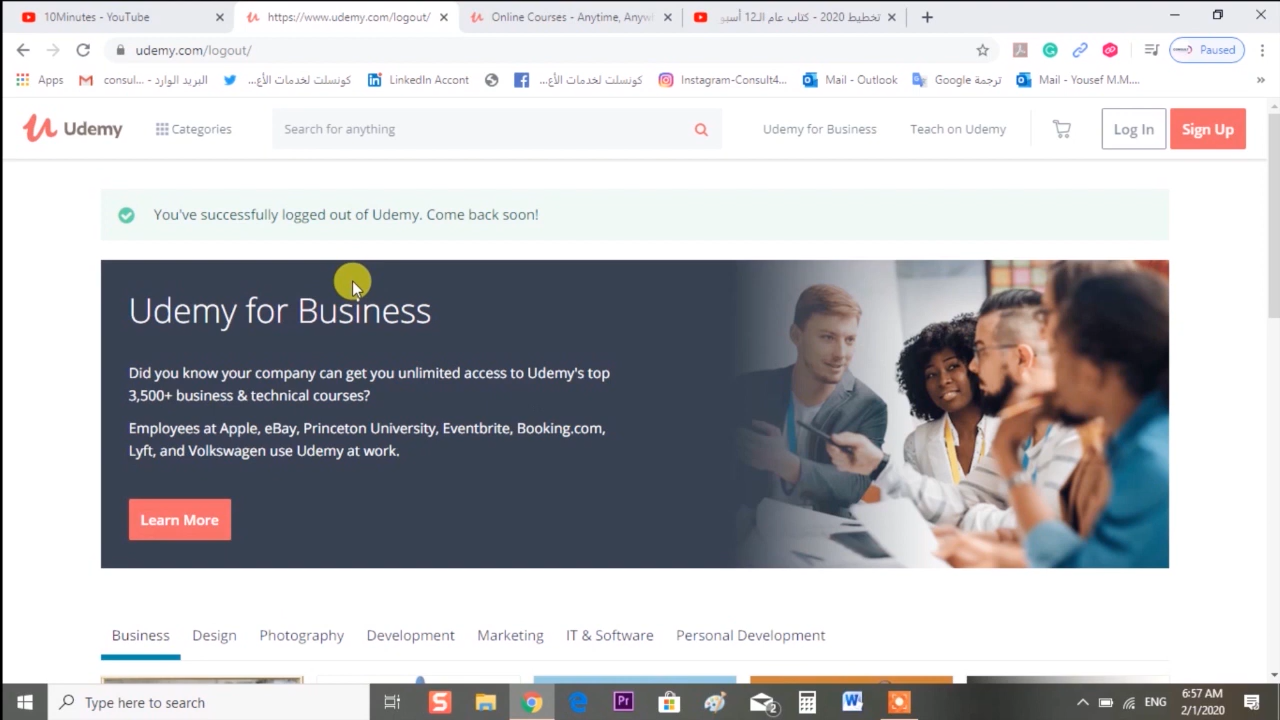 10Minutes - YouTube
https://www.udemy.com/logout/
Online Courses - Anytime, Anywh
تخطيط 2020 - كتاب عام الـ12 أسبو
udemy.com/logout/
Paused
Apps
البريد الوارد - ...consul
كونسلت لخدمات الأع...
LinkedIn Accont
كونسلت لخدمات الأع...
Instagram-Consult4...
Mail - Outlook
ترجمة Google
Mail - Yousef M.M....
»
Udemy
Categories
Search for anything
Udemy for Business
Teach on Udemy
Log In
Sign Up
You've successfully logged out of Udemy. Come back soon!
Udemy for Business
Did you know your company can get you unlimited access to Udemy's top
3,500+ business & technical courses?
Employees at Apple, eBay, Princeton University, Eventbrite, Booking.com,
Lyft, and Volkswagen use Udemy at work.
Learn More
Business
Design
Photography
Development
Marketing
IT & Software
Personal Development
Type here to search
S
Pr
2
W
ENG
6:57 AM
2/1/2020